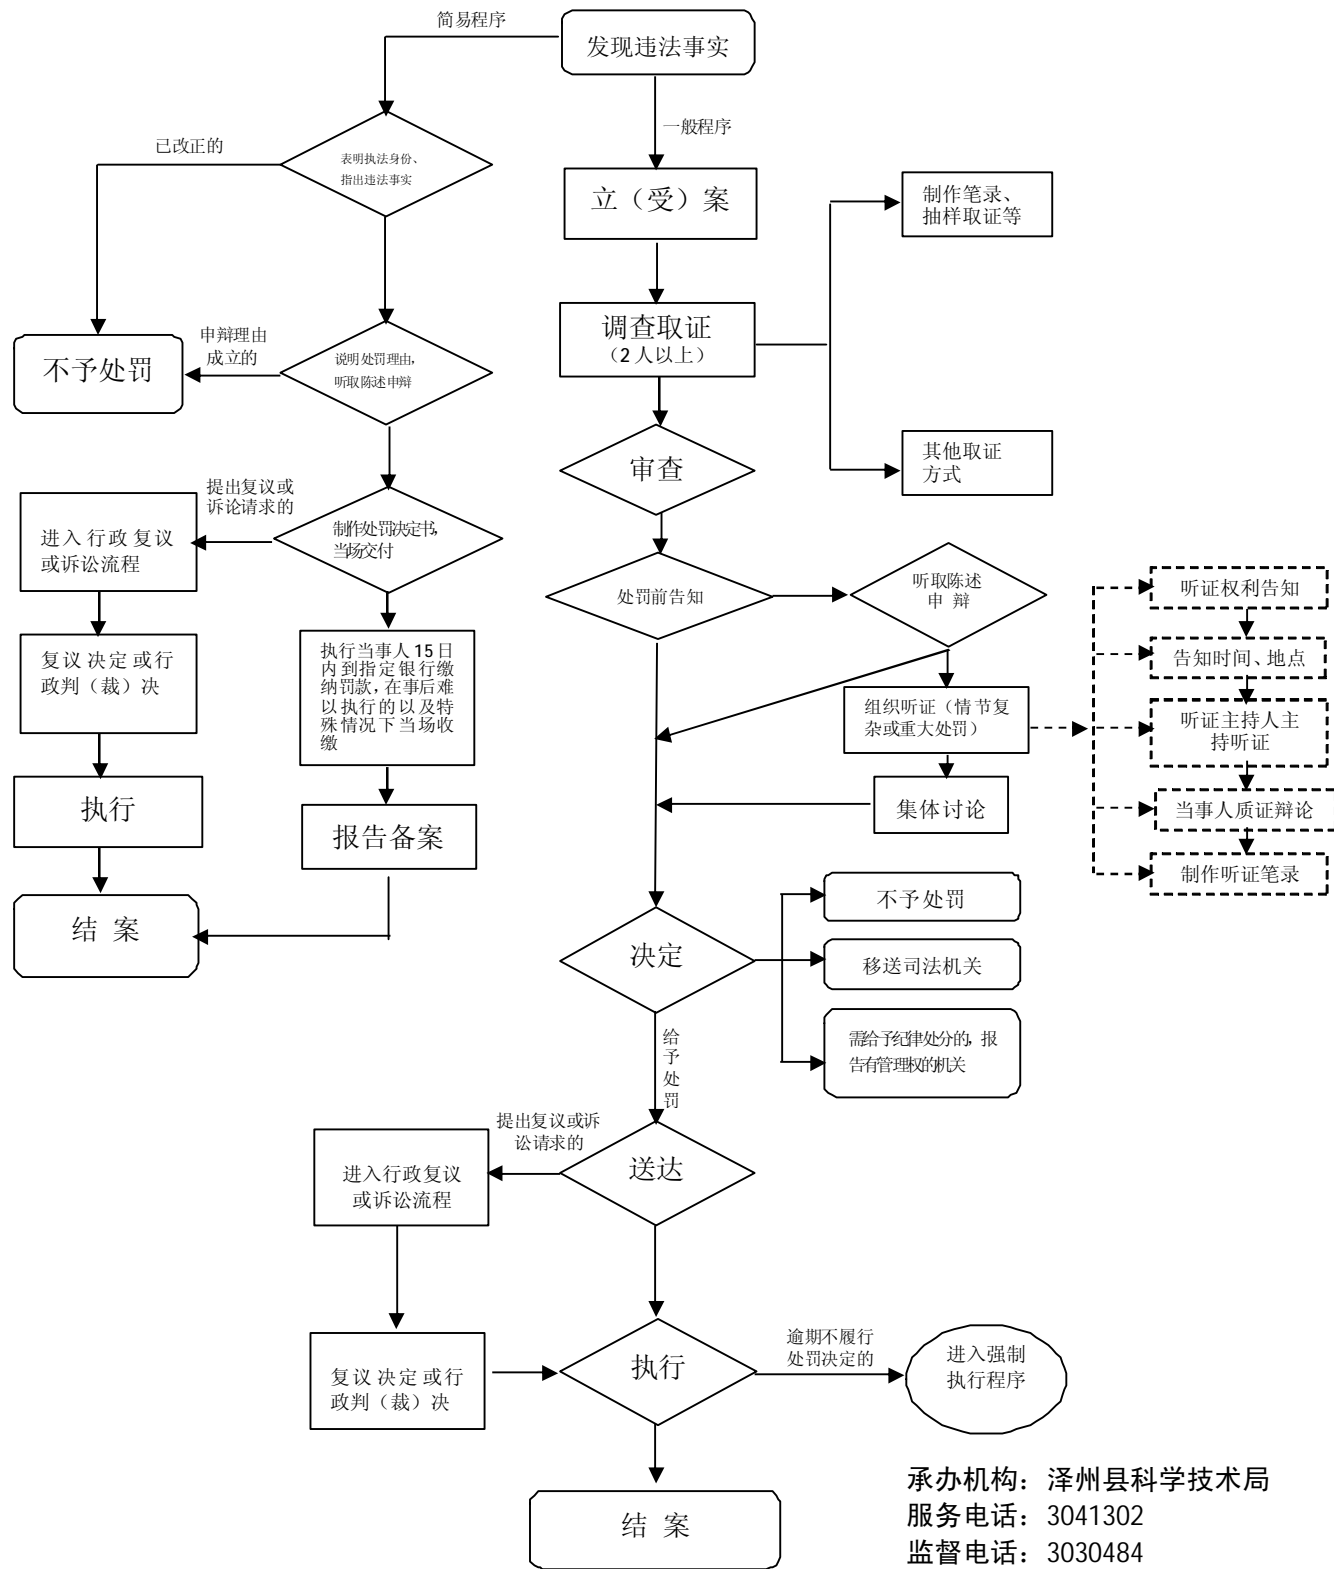 简易程序
发现违法事实
一般程序
已改正的
表明执法身份、
指出违法事实
立（受）案
制作笔录、
抽样取证等
调查取证
（2 人以上）
申辩理由
成立的
不予处罚
说明处罚理由，
听取陈述申辩
审查
其他取证
方式
提出复议或
诉论请求的
进入行政复议
或诉讼流程
制作处罚决定书，
当场交付
处罚前告知
听取陈述
申 辩
听证权利告知
复议决定或行
政判（裁）决
执行当事人 15 日
内到指定银行缴
纳罚款，在事后难
以执行的以及特
殊情况下当场收
缴
告知时间、地点
组织听证（情节复
杂或重大处罚）
听证主持人主
持听证
执行
报告备案
集体讨论
当事人质证辩论
制作听证笔录
结 案
不予处罚
决定
移送司法机关
给
予
处
罚
需给予纪律处分的，报
告有管理权的机关
提出复议或诉
讼请求的
进入行政复议
或诉讼流程
送达
复议决定或行
政判（裁）决
执行
逾期不履行
处罚决定的
进入强制
执行程序
结 案
承办机构：泽州县科学技术局
服务电话：3041302
监督电话：3030484